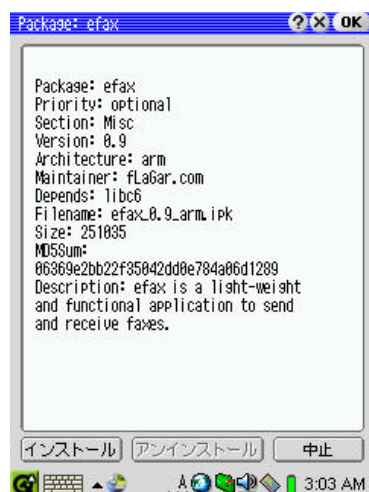 Package: efax
OK
Package: efax
Priority: optional
Section: Misc
Version: 0.9
Architecture: arm
Maintainer: fLaGar.com
Depends: libc6
Filename: efax_0.9_arm.ipk
Size: 251035
MD5Sum:
06369e2bb22f35042dd0e784a06d1289
Description: efax is a light-weight
and functional application to send
and receive faxes.
インストール アンインストール 中止
3:03 AM